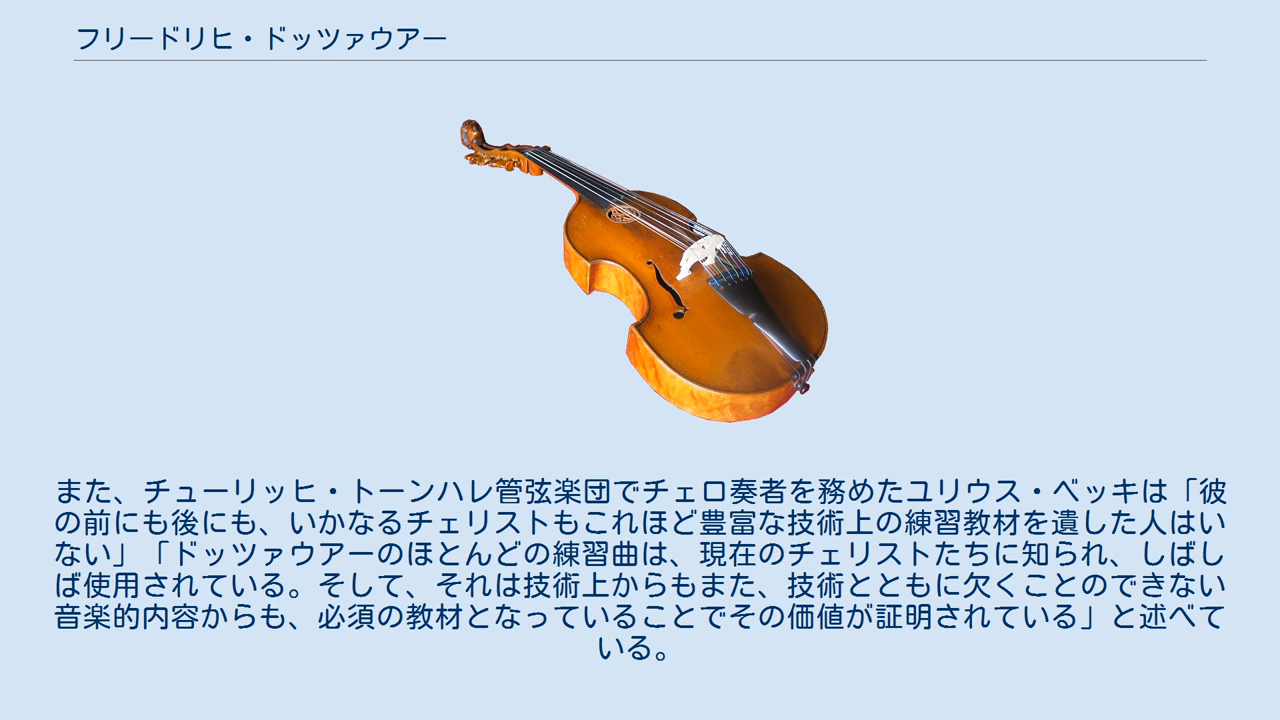 フリードリヒ・ドッツァウアー
また、チューリッヒ・トーンハレ管弦楽団でチェロ奏者を務めたユリウス・ベッキは「彼
の前にも後にも、いかなるチェリストもこれほど豊富な技術上の練習教材を遺した人はい
ない」「ドッツァウアーのほとんどの練習曲は、現在のチェリストたちに知られ、しばし
ば使用されている。そして、それは技術上からもまた、技術とともに欠くことのできない
音楽的内容からも、必須の教材となっていることでその価値が証明されている」と述べて
いる。